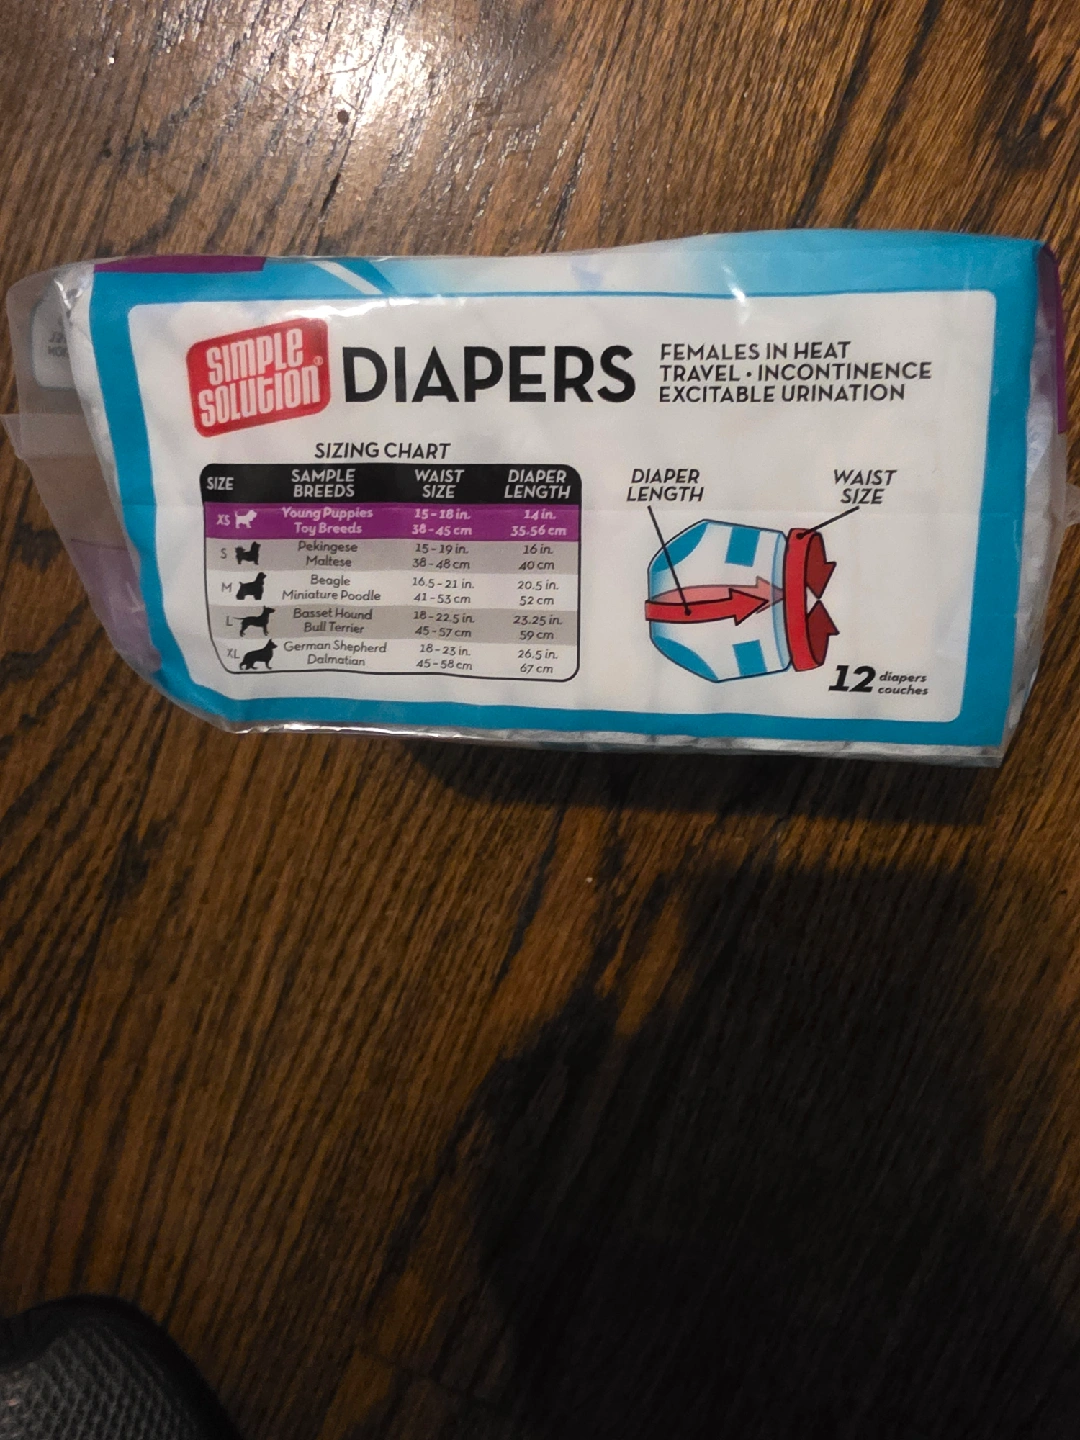 SIMPLE
SOLUTION®
DIAPERS
FEMALES IN HEAT
TRAVEL • INCONTINENCE
EXCITABLE URINATION
SIZING CHART
SIZE SAMPLE BREEDS WAIST SIZE DIAPER LENGTH
XS Young Puppies 15-18 in. 14 in.
Toy Breeds 38-45 cm 35.56 cm
S Pekingese 15-19 in. 16 in.
Maltese 38-48 cm 40 cm
M Beagle 16.5-21 in. 20.5 in.
Miniature Poodle 41-53 cm 52 cm
L Basset Hound 18-22.5 in. 23.25 in.
Bull Terrier 45-57 cm 59 cm
XL German Shepherd 18-23 in. 26.5 in.
Dalmatian 45-58 cm 67 cm
DIAPER
LENGTH
WAIST
SIZE
12 diapers
couches